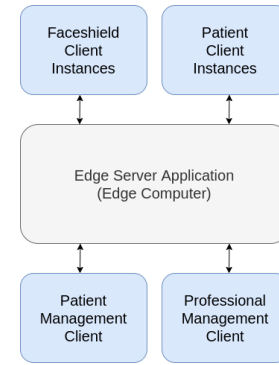 Faceshield
Client
Instances
Patient
Client
Instances
Edge Server Application
(Edge Computer)
Patient
Management
Client
Professional
Management
Client